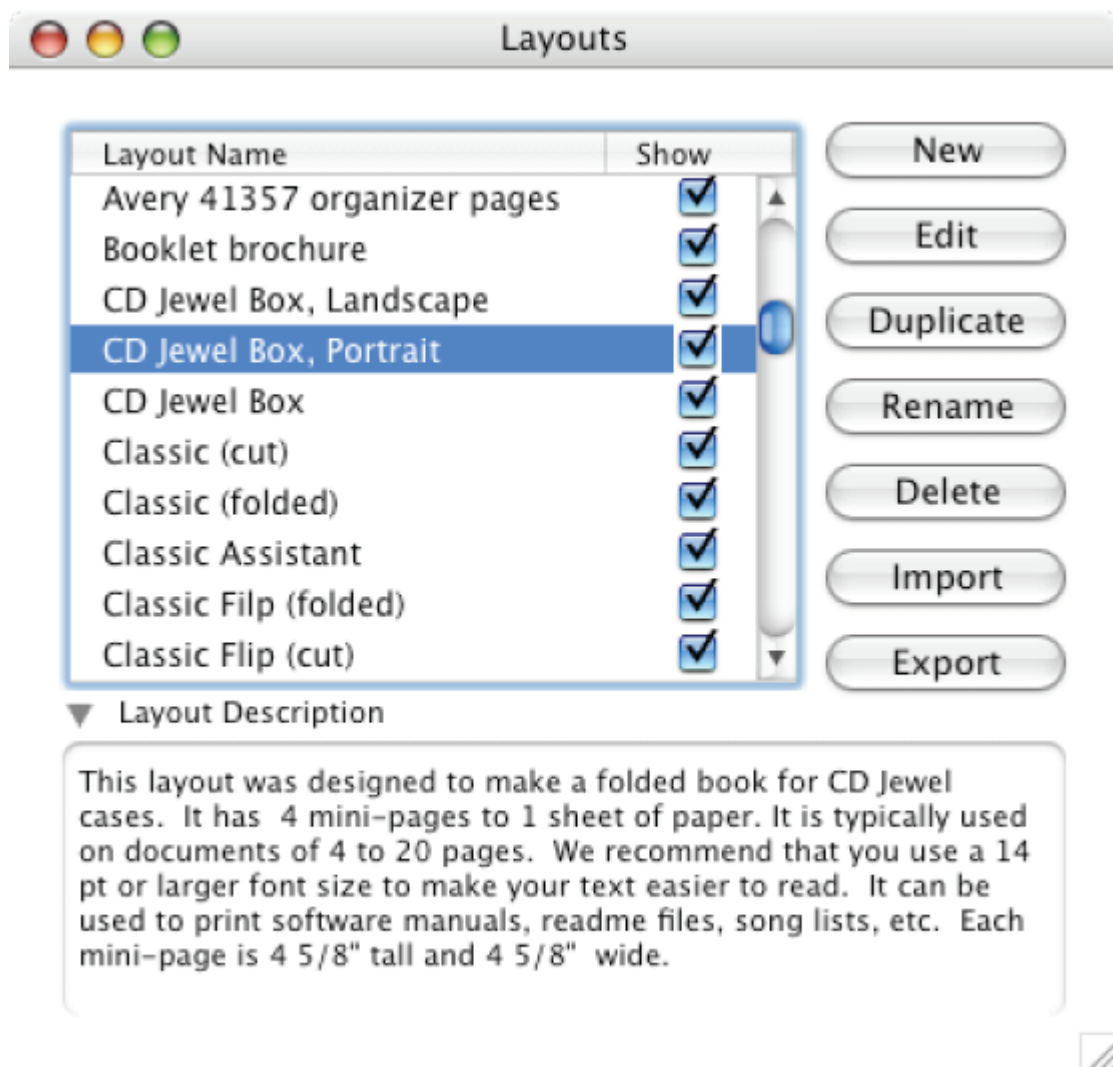 Layouts
Layout Name Show
Avery 41357 organizer pages
Booklet brochure
CD Jewel Box, Landscape
CD Jewel Box, Portrait
CD Jewel Box
Classic (cut)
Classic (folded)
Classic Assistant
Classic Filp (folded)
Classic Flip (cut)
New
Edit
Duplicate
Rename
Delete
Import
Export
Layout Description
This layout was designed to make a folded book for CD Jewel
cases.  It has  4 mini-pages to 1 sheet of paper. It is typically used
on documents of 4 to 20 pages.  We recommend that you use a 14
pt or larger font size to make your text easier to read.  It can be
used to print software manuals, readme files, song lists, etc.  Each
mini-page is 4 5/8" tall and 4 5/8"  wide.